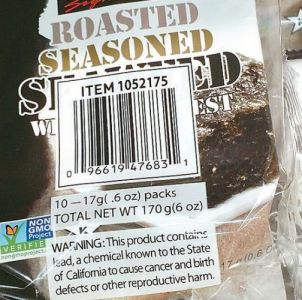 ROASTED
SEASONED
ITEM 1052175
0 96619 47683 1
10—17g( .6 oz) packs
TOTAL NET WT 170g(6 oz)
K
NON
GMO
Project
VERIFIED
nongmoproject
WARNING: This product contains
lead, a chemical known to the State
of California to cause cancer and birth
defects or other reproductive harm.